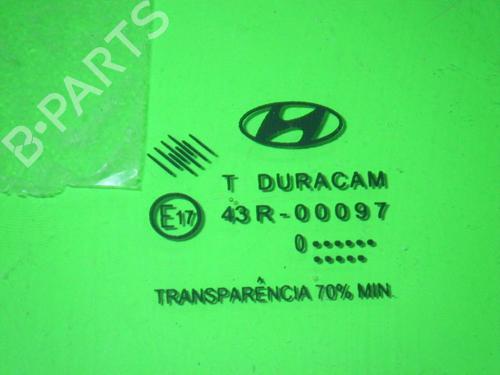 B-PARTS
T DURACAM
E17 43R-00097
0............
TRANSPARÊNCIA 70% MIN